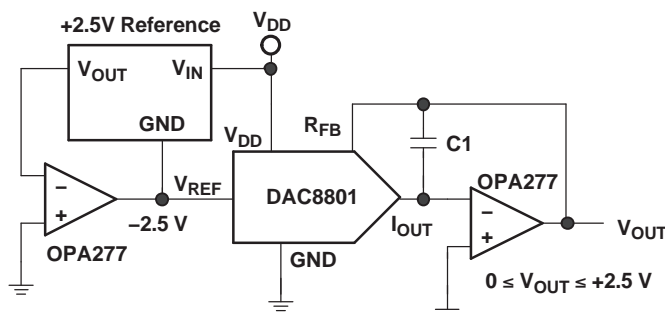 +2.5V Reference
VDD
VOUT
VIN
GND
VDD
RFB
C1
OPA277
−
+
VREF
−2.5 V
OPA277
DAC8801
GND
IOUT
−
+
VOUT
0 ≤ VOUT ≤ +2.5 V